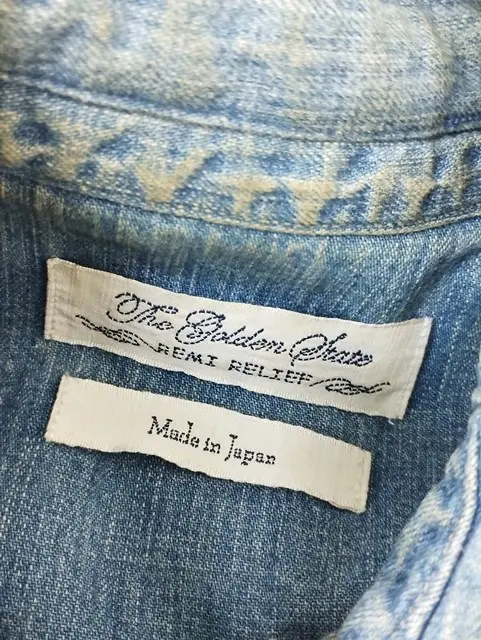 The Golden State
REMI RELIEF
Made in Japan